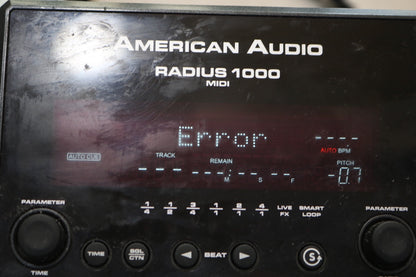 AMERICAN AUDIO
RADIUS 1000
MIDI
Error
- - - -
AUTO BPM
AUTO CUE
TRACK
REMAIN
PITCH
- - - - -- : -- -- -0.7
M S F
PARAMETER
1/4 1/2 3/4 1/1 2/1 4/1 LIVE FX SMART LOOP
PARAMETER
TIME
SGL CTN
BEAT
S
TIME